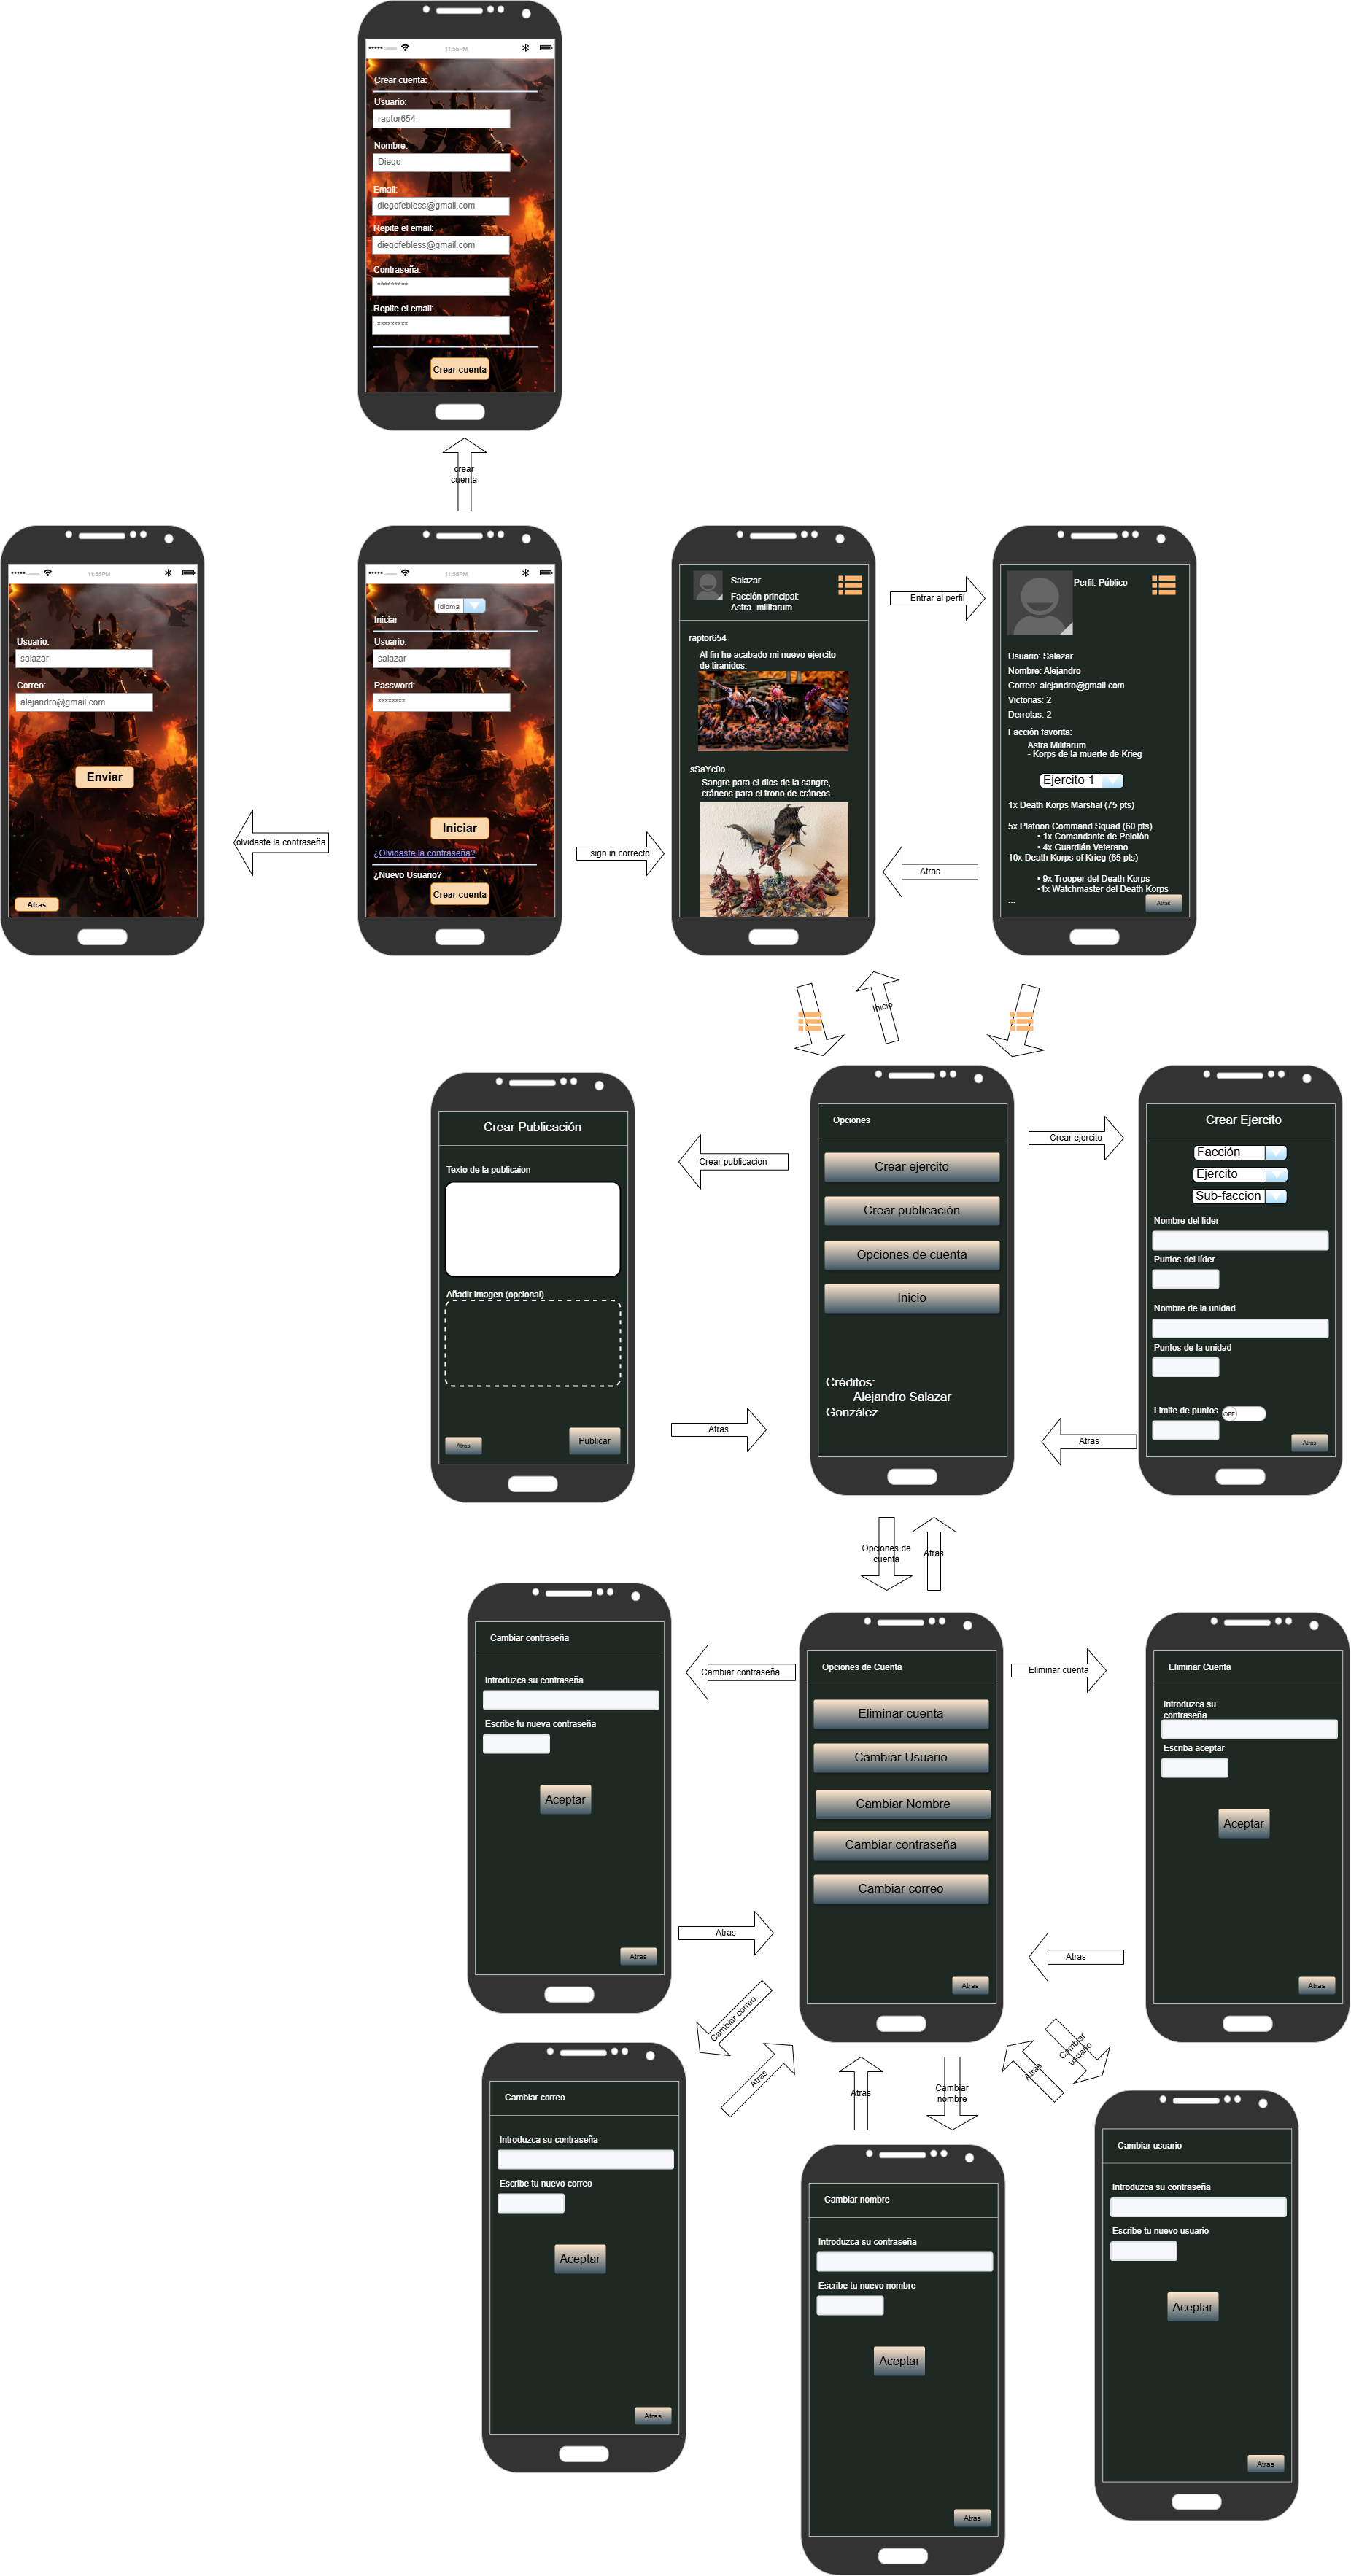 11:55PM
Crear cuenta:
Usuario:
raptor654
Nombre:
Diego
Email:
diegofebless@gmail.com
Repite el email:
diegofebless@gmail.com
Contraseña:
*********
Repite el email:
*********
Crear cuenta
crear
cuenta
11:55PM
Usuario:
salazar
Correo:
alejandro@gmail.com
Enviar
Atras
olvidaste la contraseña
11:55PM
Idioma
Iniciar
Usuario:
salazar
Password:
********
Iniciar
¿Olvidaste la contraseña?
¿Nuevo Usuario?
Crear cuenta
sign in correcto
Salazar
Facción principal:
Astra- militarum
raptor654
Al fin he acabado mi nuevo ejercito
de tiranidos.
sSaYc0o
Sangre para el dios de la sangre,
cráneos para el trono de cráneos.
Entrar al perfil
Atras
Perfil: Público
Usuario: Salazar
Nombre: Alejandro
Correo: alejandro@gmail.com
Victorias: 2
Derrotas: 2
Facción favorita:
Astra Militarum
- Korps de la muerte de Krieg
Ejercito 1
1x Death Korps Marshal (75 pts)
5x Platoon Command Squad (60 pts)
• 1x Comandante de Pelotón
• 4x Guardián Veterano
10x Death Korps of Krieg (65 pts)
• 9x Trooper del Death Korps
•1x Watchmaster del Death Korps
...
Atras
Inicio
Crear Publicación
Texto de la publicaion
Añadir imagen (opcional)
Atras
Publicar
Crear publicacion
Atras
Opciones
Crear ejercito
Crear publicación
Opciones de cuenta
Inicio
Créditos:
Alejandro Salazar
González
Crear ejercito
Atras
Crear Ejercito
Facción
Ejercito
Sub-faccion
Nombre del líder
Puntos del líder
Nombre de la unidad
Puntos de la unidad
Limite de puntos
OFF
Atras
Opciones de
cuenta
Atras
Cambiar contraseña
Introduzca su contraseña
Escribe tu nueva contraseña
Aceptar
Atras
Cambiar contraseña
Atras
Opciones de Cuenta
Eliminar cuenta
Cambiar Usuario
Cambiar Nombre
Cambiar contraseña
Cambiar correo
Atras
Eliminar cuenta
Atras
Eliminar Cuenta
Introduzca su
contraseña
Escriba aceptar
Aceptar
Atras
Cambiar correo
Atras
Atras
Cambiar
nombre
Atras
Cambiar
usuario
Cambiar correo
Introduzca su contraseña
Escribe tu nuevo correo
Aceptar
Atras
Cambiar nombre
Introduzca su contraseña
Escribe tu nuevo nombre
Aceptar
Atras
Cambiar usuario
Introduzca su contraseña
Escribe tu nuevo usuario
Aceptar
Atras